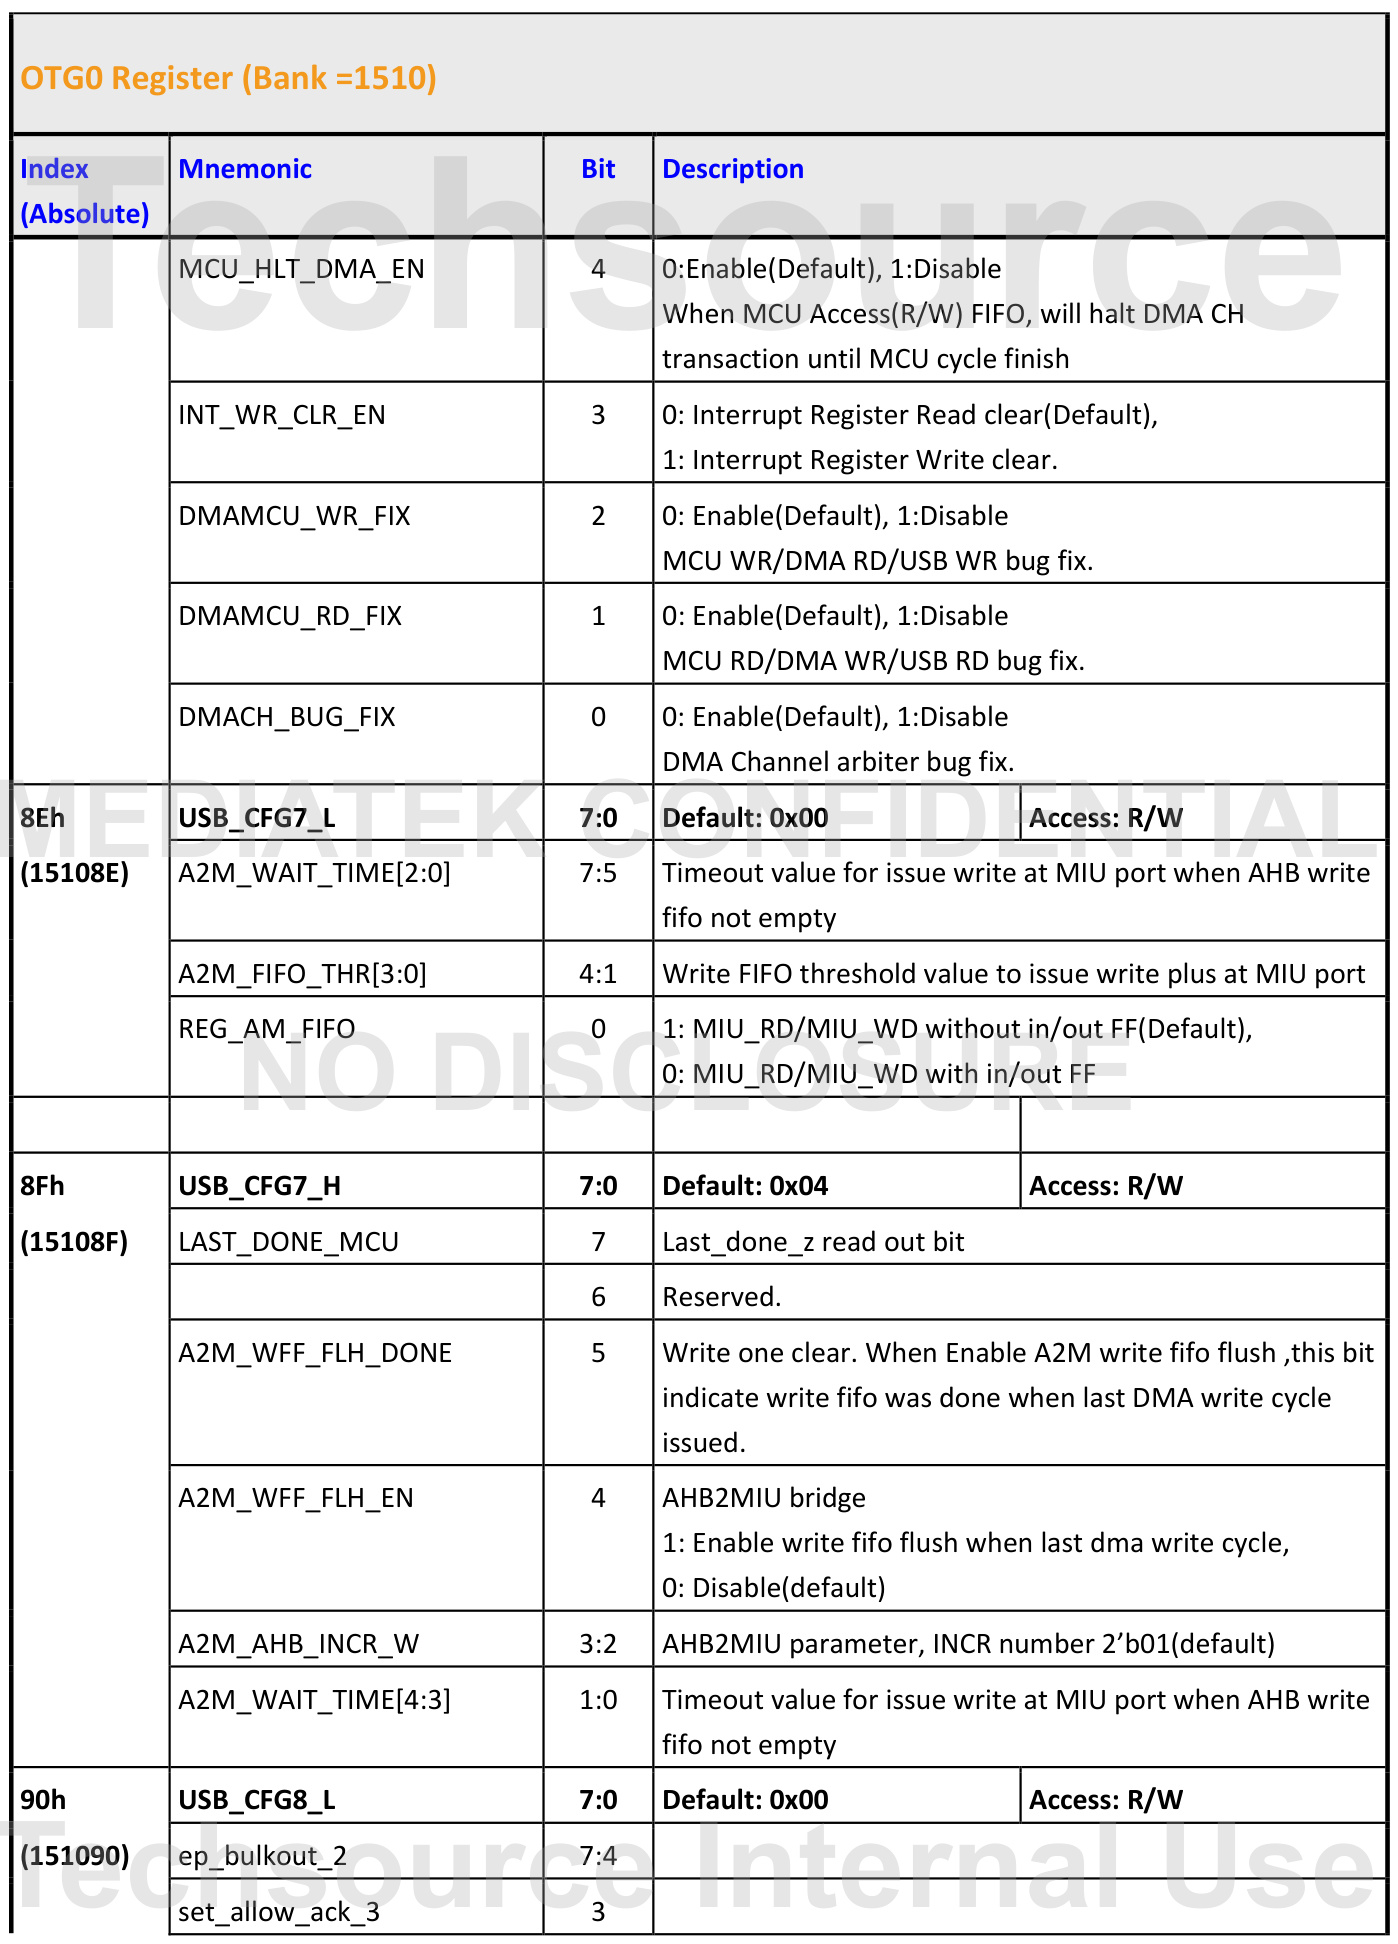 OTG0 Register (Bank =1510)
Index (Absolute) Mnemonic Bit Description
MCU_HLT_DMA_EN 4 0:Enable(Default), 1:Disable
When MCU Access(R/W) FIFO, will halt DMA CH
transaction until MCU cycle finish
INT_WR_CLR_EN 3 0: Interrupt Register Read clear(Default),
1: Interrupt Register Write clear.
DMAMCU_WR_FIX 2 0: Enable(Default), 1:Disable
MCU WR/DMA RD/USB WR bug fix.
DMAMCU_RD_FIX 1 0: Enable(Default), 1:Disable
MCU RD/DMA WR/USB RD bug fix.
DMACH_BUG_FIX 0 0: Enable(Default), 1:Disable
DMA Channel arbiter bug fix.
8Eh USB_CFG7_L 7:0 Default: 0x00 Access: R/W
(15108E) A2M_WAIT_TIME[2:0] 7:5 Timeout value for issue write at MIU port when AHB write
fifo not empty
A2M_FIFO_THR[3:0] 4:1 Write FIFO threshold value to issue write plus at MIU port
REG_AM_FIFO 0 1: MIU_RD/MIU_WD without in/out FF(Default),
0: MIU_RD/MIU_WD with in/out FF
8Fh USB_CFG7_H 7:0 Default: 0x04 Access: R/W
(15108F) LAST_DONE_MCU 7 Last_done_z read out bit
6 Reserved.
A2M_WFF_FLH_DONE 5 Write one clear. When Enable A2M write fifo flush ,this bit
indicate write fifo was done when last DMA write cycle
issued.
A2M_WFF_FLH_EN 4 AHB2MIU bridge
1: Enable write fifo flush when last dma write cycle,
0: Disable(default)
A2M_AHB_INCR_W 3:2 AHB2MIU parameter, INCR number 2’b01(default)
A2M_WAIT_TIME[4:3] 1:0 Timeout value for issue write at MIU port when AHB write
fifo not empty
90h USB_CFG8_L 7:0 Default: 0x00 Access: R/W
(151090) ep_bulkout_2 7:4
set_allow_ack_3 3
Techsource
MEDIATEK CONFIDENTIAL
NO DISCLOSURE
Techsource Internal Use